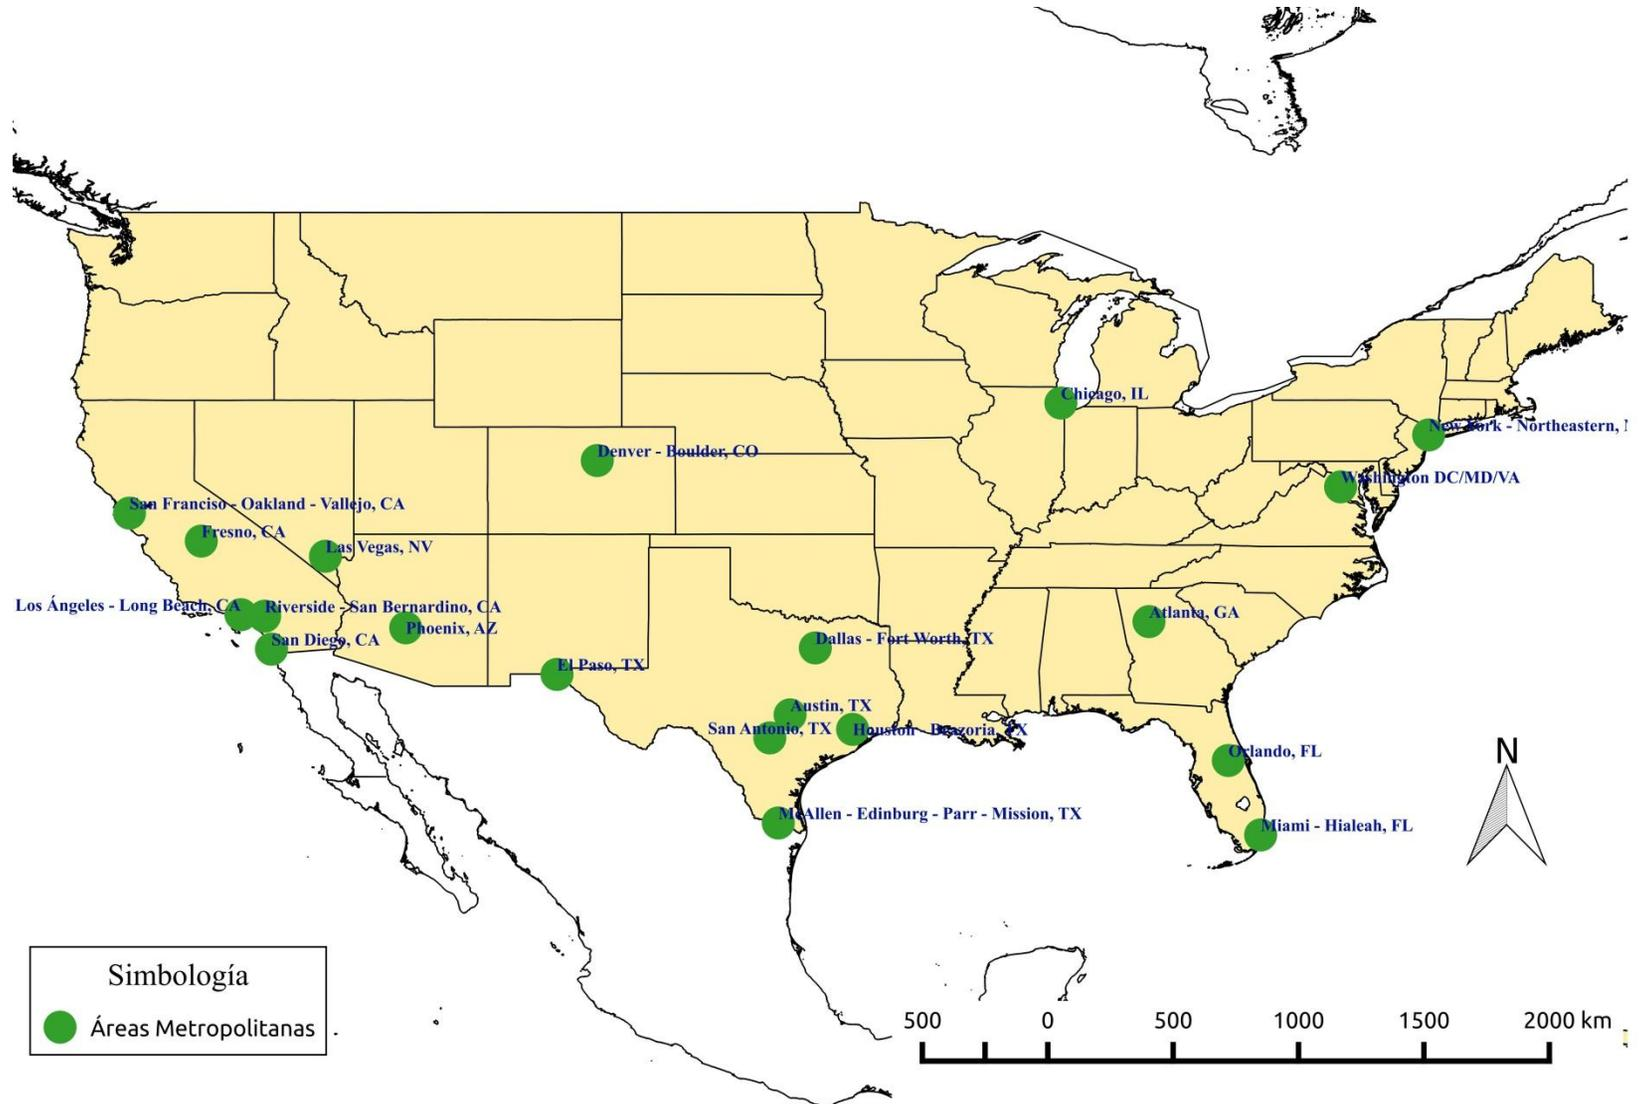 Chicago, IL
New York - Northeastern,
Denver - Boulder, CO
Washington DC/MD/VA
San Franciso - Oakland - Vallejo, CA
Fresno, CA
Las Vegas, NV
Los Ángeles - Long Beach, CA
Riverside - San Bernardino, CA
Atlanta, GA
Phoenix, AZ
San Diego, CA
Dallas - Fort Worth, TX
El Paso, TX
Austin, TX
San Antonio, TX
Houston - Brazoria, TX
Orlando, FL
McAllen - Edinburg - Parr - Mission, TX
Miami - Hialeah, FL
N
Simbología
Áreas Metropolitanas
500 0 500 1000 1500 2000 km